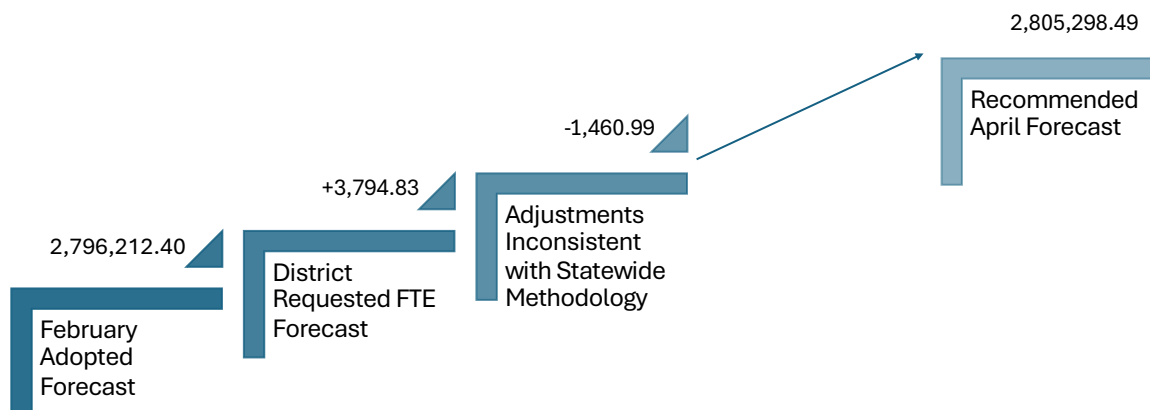 2,796,212.40
February
Adopted
Forecast
+3,794.83
District
Requested FTE
Forecast
-1,460.99
Adjustments
Inconsistent
with Statewide
Methodology
2,805,298.49
Recommended
April Forecast